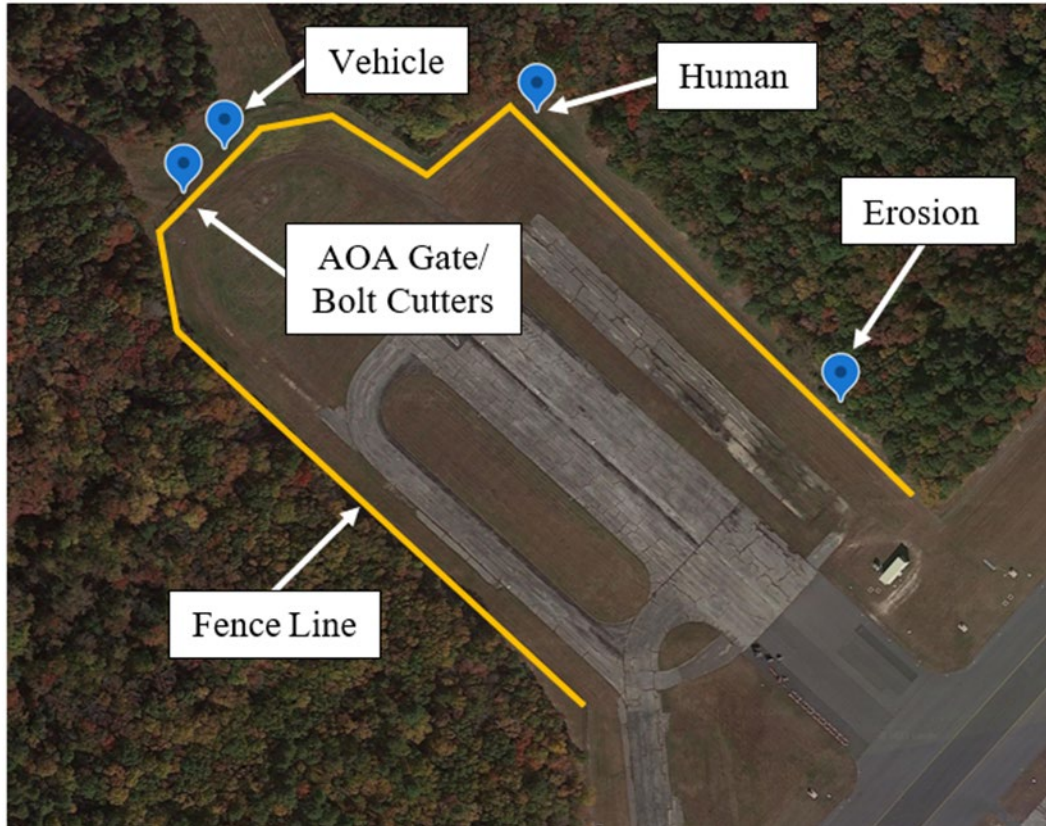 Vehicle
Human
Erosion
AOA Gate/
Bolt Cutters
Fence Line